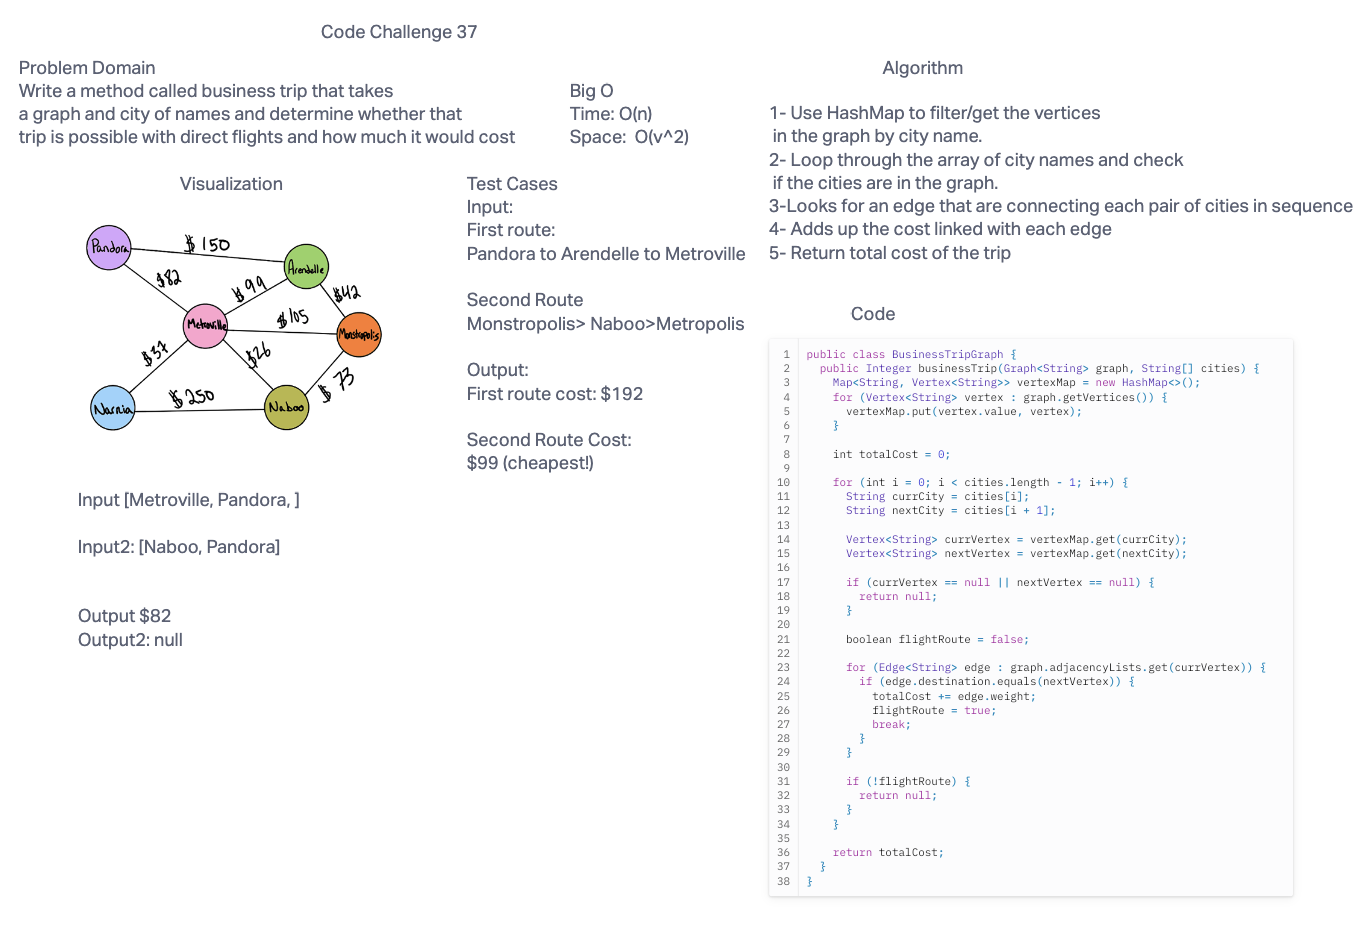 Code Challenge 37
Problem Domain
Write a method called business trip that takes
a graph and city of names and determine whether that
trip is possible with direct flights and how much it would cost
Big O
Time: O(n)
Space:  O(v^2)
Visualization
Pandora
$150
Arendelle
$82
$99
$42
Metroville
$105
Monstropolis
$37
$26
$73
Narnia
$250
Naboo
Input [Metroville, Pandora, ]
Input2: [Naboo, Pandora]
Output $82
Output2: null
Test Cases
Input:
First route:
Pandora to Arendelle to Metroville
Second Route
Monstropolis> Naboo>Metropolis
Output:
First route cost: $192
Second Route Cost:
$99 (cheapest!)
Algorithm
1- Use HashMap to filter/get the vertices
in the graph by city name.
2- Loop through the array of city names and check
if the cities are in the graph.
3-Looks for an edge that are connecting each pair of cities in sequence
4- Adds up the cost linked with each edge
5- Return total cost of the trip
Code
1 public class BusinessTripGraph {
2   public Integer businessTrip(Graph<String> graph, String[] cities) {
3     Map<String, Vertex<String>> vertexMap = new HashMap<>();
4     for (Vertex<String> vertex : graph.getVertices()) {
5       vertexMap.put(vertex.value, vertex);
6     }
7
8     int totalCost = 0;
9
10     for (int i = 0; i < cities.length - 1; i++) {
11       String currCity = cities[i];
12       String nextCity = cities[i + 1];
13
14       Vertex<String> currVertex = vertexMap.get(currCity);
15       Vertex<String> nextVertex = vertexMap.get(nextCity);
16
17       if (currVertex == null || nextVertex == null) {
18         return null;
19       }
20
21       boolean flightRoute = false;
22
23       for (Edge<String> edge : graph.adjacencyLists.get(currVertex)) {
24         if (edge.destination.equals(nextVertex)) {
25           totalCost += edge.weight;
26           flightRoute = true;
27           break;
28         }
29       }
30
31       if (!flightRoute) {
32         return null;
33       }
34     }
35
36     return totalCost;
37   }
38 }